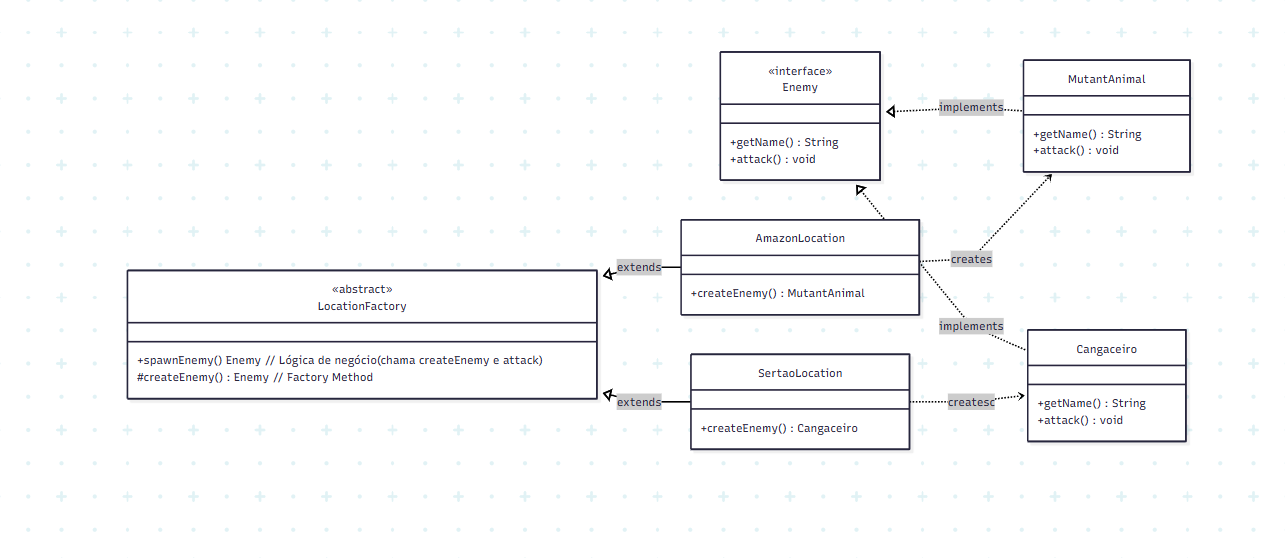 «interface»
Enemy
+getName() : String
+attack() : void
implements
MutantAnimal
+getName() : String
+attack() : void
AmazonLocation
+createEnemy() : MutantAnimal
creates
extends
«abstract»
LocationFactory
+spawnEnemy() Enemy // Lógica de negócio(chama createEnemy e attack)
#createEnemy() : Enemy // Factory Method
implements
Cangaceiro
+getName() : String
+attack() : void
SertaoLocation
+createEnemy() : Cangaceiro
extends
createsc